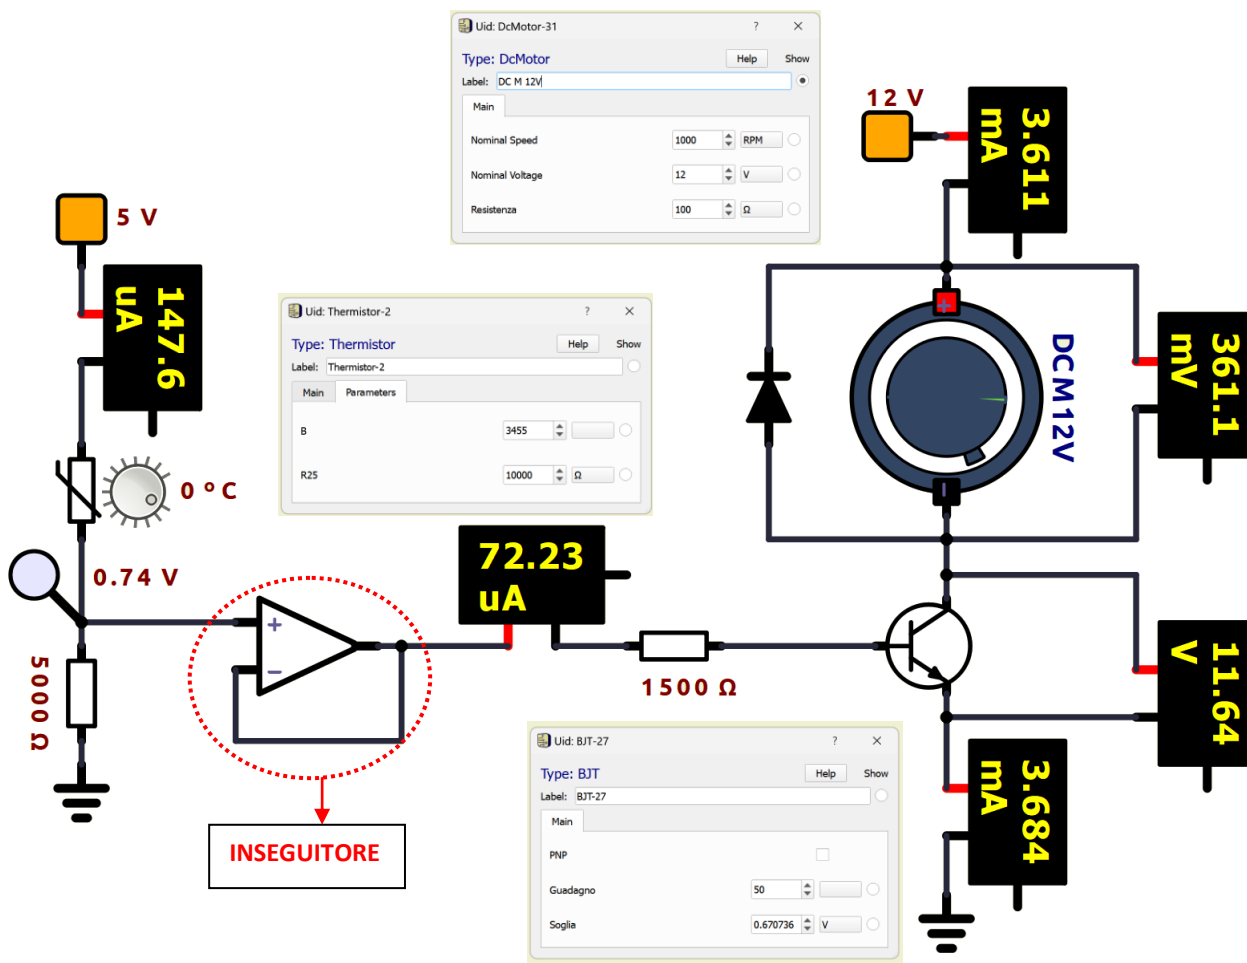 Uid: DcMotor-31
?
X
Type: DcMotor
Help
Show
Label:
DC M 12V
Main
Nominal Speed
1000
RPM
Nominal Voltage
12
V
Resistenza
100
Ω
12 V
3.611
mA
5 V
147.6
uA
Uid: Thermistor-2
?
X
Type: Thermistor
Help
Show
Label:
Thermistor-2
Main
Parameters
B
3455
R25
10000
Ω
+
DC M 12V
-
361.1
mV
0 º C
0.74 V
72.23
uA
+
-
5000 Ω
1500 Ω
11.64
V
INSEGUITORE
Uid: BJT-27
?
X
Type: BJT
Help
Show
Label:
BJT-27
Main
PNP
Guadagno
50
Soglia
0.670736
V
3.684
mA